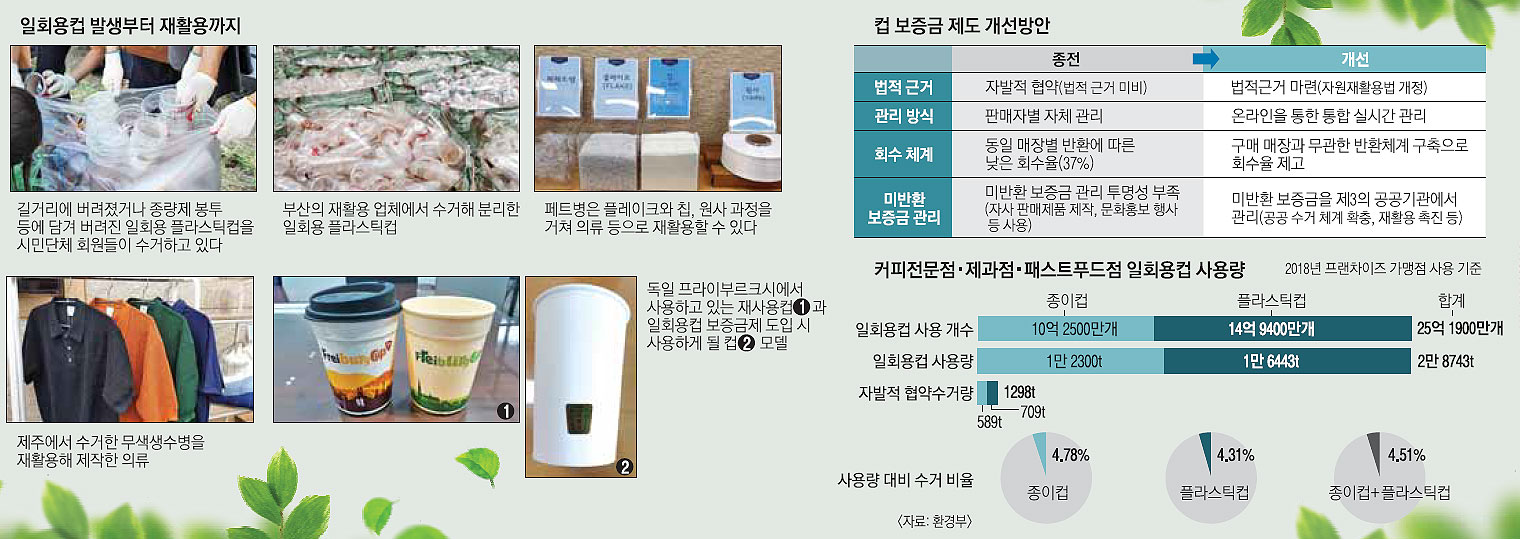 일회용컵 발생부터 재활용까지
플레이크
(FLAKE)
길거리에 버려졌거나 종량제 봉투
등에 담겨 버려진 일회용 플라스틱컵을
시민단체 회원들이 수거하고 있다
부산의 재활용 업체에서 수거해 분리한
일회용 플라스틱컵
페트병은 플레이크와 칩, 원사 과정을
거쳐 의류 등으로 재활용할 수 있다
제주에서 수거한 무색생수병을
재활용해 제작한 의류
FreiburgCup
❶
❷
독일 프라이부르크시에서
사용하고 있는 재사용컵❶과
일회용컵 보증금제 도입 시
사용하게 될 컵❷ 모델
컵 보증금 제도 개선방안
종전 개선
법적 근거 자발적 협약(법적 근거 미비) 법적근거 마련(자원재활용법 개정)
관리 방식 판매자별 자체 관리 온라인을 통한 통합 실시간 관리
회수 체계
동일 매장별 반환에 따른
낮은 회수율(37%)
구매 매장과 무관한 반환체계 구축으로
회수율 제고
미반환
보증금 관리
미반환 보증금 관리 투명성 부족
(자사 판매제품 제작, 문화홍보 행사
등 사용)
미반환 보증금을 제3의 공공기관에서
관리(공공 수거 체계 확충, 재활용 촉진 등)
커피전문점·제과점·패스트푸드점 일회용컵 사용량 2018년 프랜차이즈 가맹점 사용 기준
종이컵 플라스틱컵 합계
일회용컵 사용 개수 10억 2500만개 14억 9400만개 25억 1900만개
일회용컵 사용량 1만 2300t 1만 6443t 2만 8743t
자발적 협약수거량 1298t
589t 709t
사용량 대비 수거 비율
4.78%
종이컵
4.31%
플라스틱컵
4.51%
종이컵+플라스틱컵
〈자료: 환경부〉